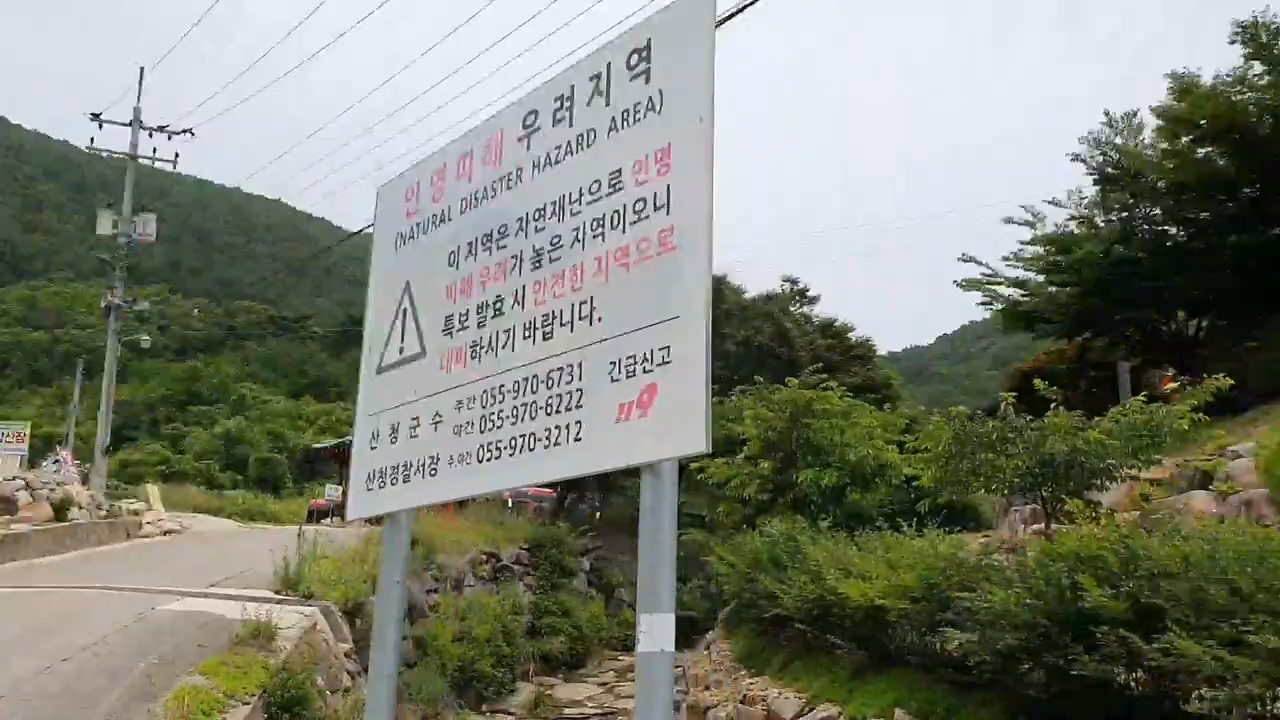 인명피해 우려지역
(NATURAL DISASTER HAZARD AREA)
이 지역은 자연재난으로 인명
피해 우려가 높은 지역이오니
특보 발효 시 안전한 지역으로
대피하시기 바랍니다.
산청군수 주간 055-970-6731
야간 055-970-6222
산청경찰서장 주.야간 055-970-3212
긴급신고
119